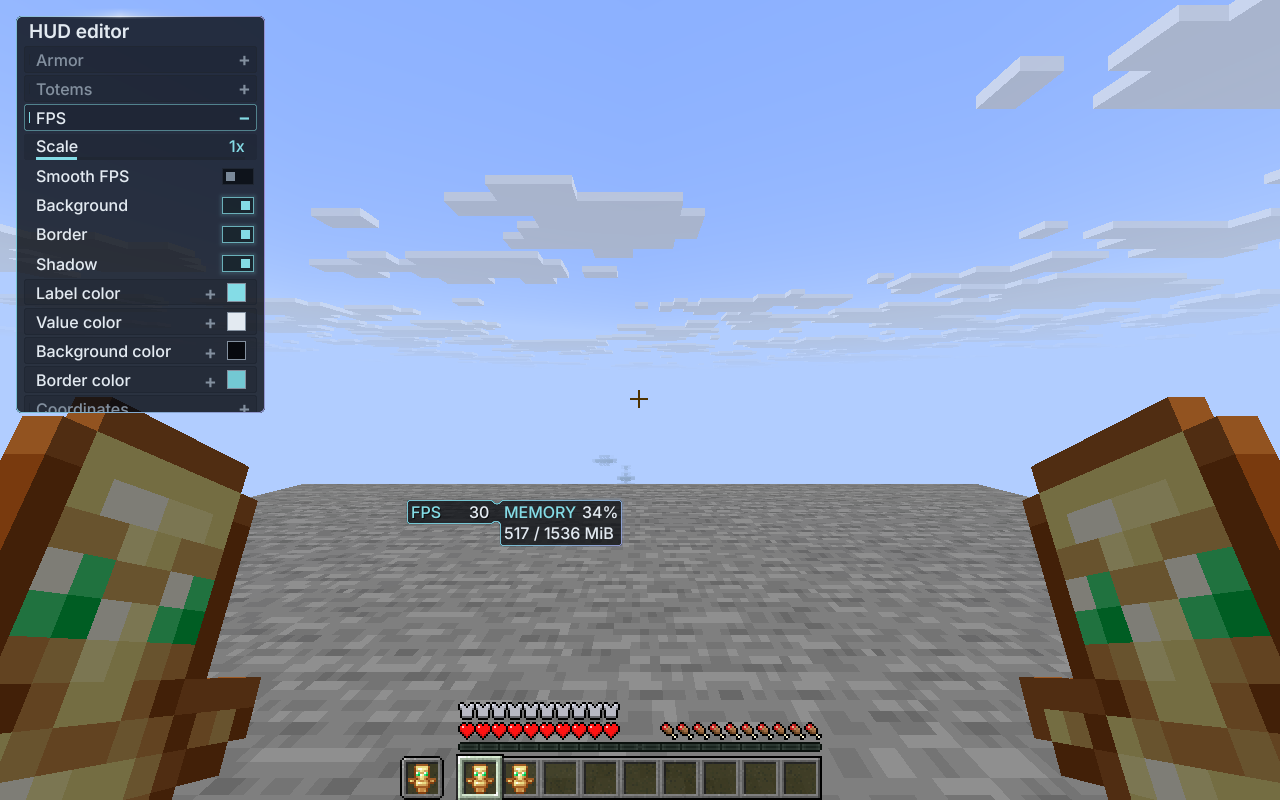 HUD editor
Armor +
Totems +
FPS −
Scale 1x
Smooth FPS
Background
Border
Shadow
Label color +
Value color +
Background color +
Border color +
Coordinates +
FPS 30
MEMORY 34%
517 / 1536 MiB